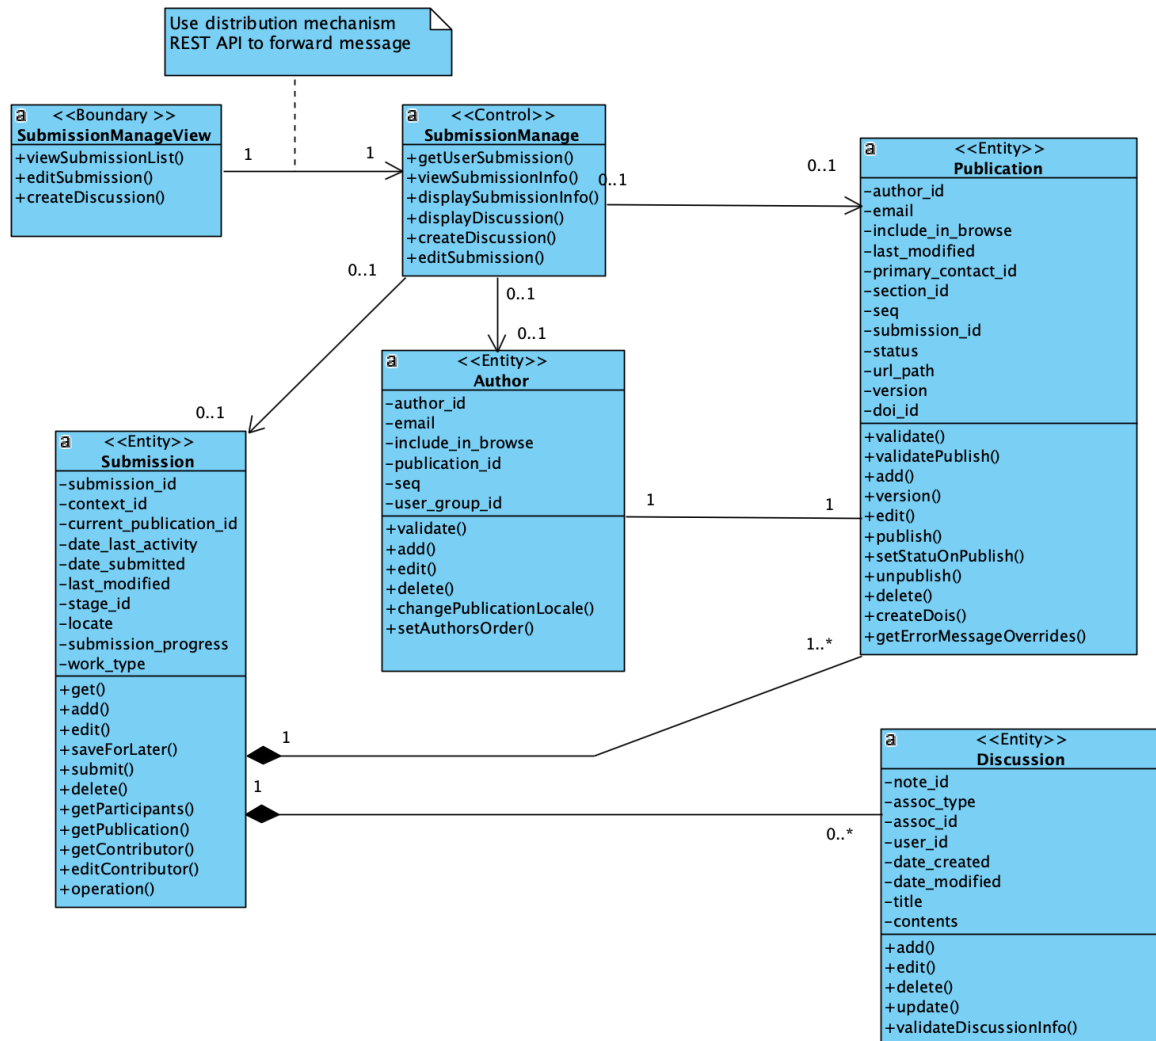 Use distribution mechanism
REST API to forward message
a
<<Boundary >>
SubmissionManageView
+viewSubmissionList()
+editSubmission()
+createDiscussion()
1
1
a
<<Control>>
SubmissionManage
+getUserSubmission()
+viewSubmissionInfo()
+displaySubmissionInfo()
+displayDiscussion()
+createDiscussion()
+editSubmission()
0..1
0..1
a
<<Entity>>
Publication
-author_id
-email
-include_in_browse
-last_modified
-primary_contact_id
-section_id
-seq
-submission_id
-status
-url_path
-version
-doi_id
+validate()
+validatePublish()
+add()
+version()
+edit()
+publish()
+setStatuOnPublish()
+unpublish()
+delete()
+createDois()
+getErrorMessageOverrides()
0..1
0..1
0..1
0..1
a
<<Entity>>
Author
-author_id
-email
-include_in_browse
-publication_id
-seq
-user_group_id
+validate()
+add()
+edit()
+delete()
+changePublicationLocale()
+setAuthorsOrder()
1
1
a
<<Entity>>
Submission
-submission_id
-context_id
-current_publication_id
-date_last_activity
-date_submitted
-last_modified
-stage_id
-locate
-submission_progress
-work_type
+get()
+add()
+edit()
+saveForLater()
+submit()
+delete()
+getParticipants()
+getPublication()
+getContributor()
+editContributor()
+operation()
1
1..*
1
0..*
a
<<Entity>>
Discussion
-note_id
-assoc_type
-assoc_id
-user_id
-date_created
-date_modified
-title
-contents
+add()
+edit()
+delete()
+update()
+validateDiscussionInfo()